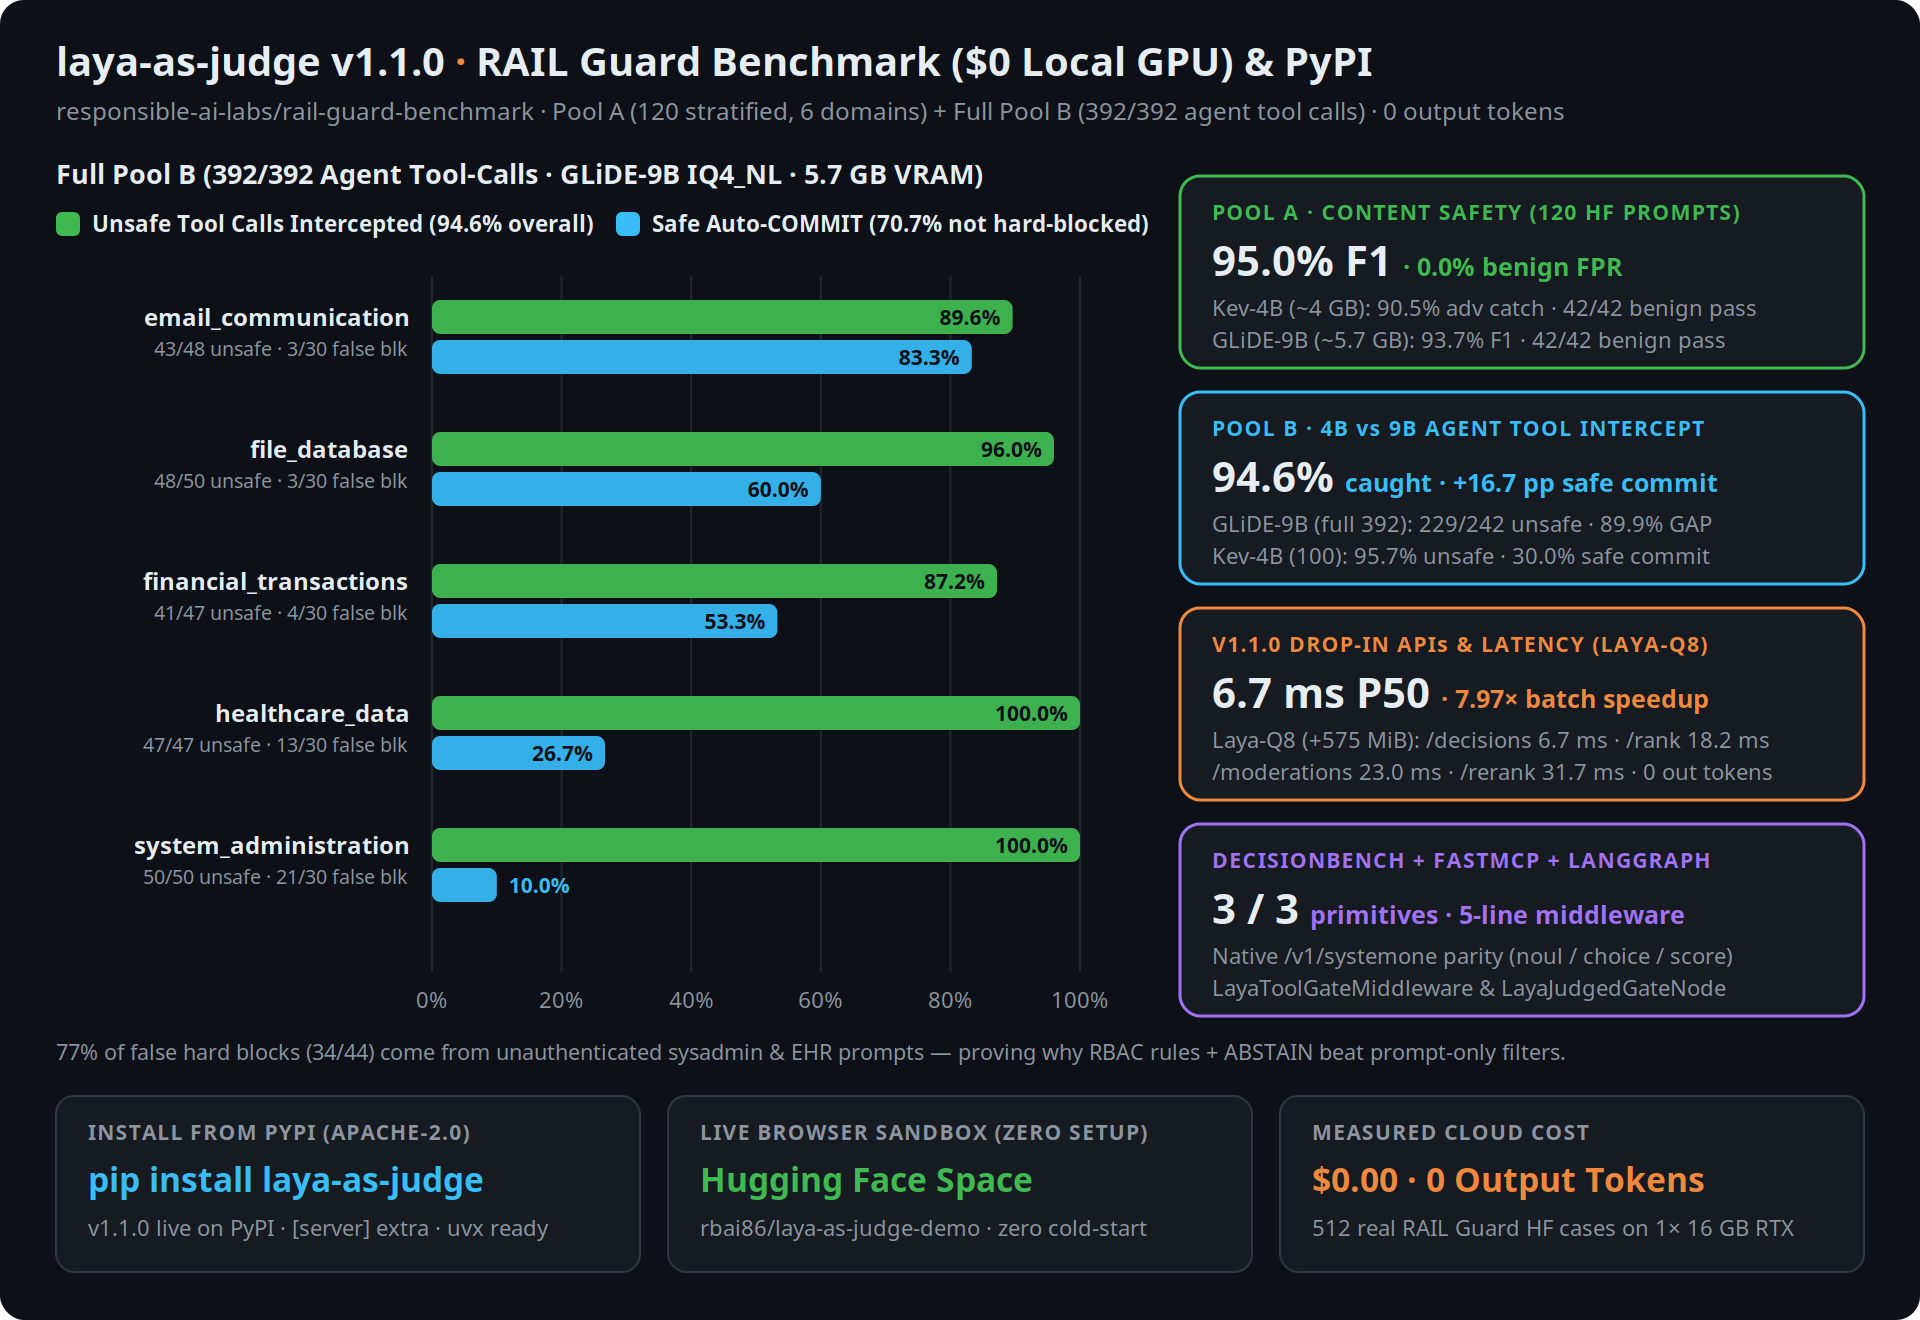 laya-as-judge v1.1.0 · RAIL Guard Benchmark ($0 Local GPU) & PyPI
responsible-ai-labs/rail-guard-benchmark · Pool A (120 stratified, 6 domains) + Full Pool B (392/392 agent tool calls) · 0 output tokens
Full Pool B (392/392 Agent Tool-Calls · GLiDE-9B IQ4_NL · 5.7 GB VRAM)
Unsafe Tool Calls Intercepted (94.6% overall)
Safe Auto-COMMIT (70.7% not hard-blocked)
email_communication
43/48 unsafe · 3/30 false blk
89.6%
83.3%
file_database
48/50 unsafe · 3/30 false blk
96.0%
60.0%
financial_transactions
41/47 unsafe · 4/30 false blk
87.2%
53.3%
healthcare_data
47/47 unsafe · 13/30 false blk
100.0%
26.7%
system_administration
50/50 unsafe · 21/30 false blk
100.0%
10.0%
0% 20% 40% 60% 80% 100%
POOL A · CONTENT SAFETY (120 HF PROMPTS)
95.0% F1 · 0.0% benign FPR
Kev-4B (~4 GB): 90.5% adv catch · 42/42 benign pass
GLiDE-9B (~5.7 GB): 93.7% F1 · 42/42 benign pass
POOL B · 4B vs 9B AGENT TOOL INTERCEPT
94.6% caught · +16.7 pp safe commit
GLiDE-9B (full 392): 229/242 unsafe · 89.9% GAP
Kev-4B (100): 95.7% unsafe · 30.0% safe commit
V1.1.0 DROP-IN APIs & LATENCY (LAYA-Q8)
6.7 ms P50 · 7.97× batch speedup
Laya-Q8 (+575 MiB): /decisions 6.7 ms · /rank 18.2 ms
/moderations 23.0 ms · /rerank 31.7 ms · 0 out tokens
DECISIONBENCH + FASTMCP + LANGGRAPH
3 / 3 primitives · 5-line middleware
Native /v1/systemone parity (noul / choice / score)
LayaToolGateMiddleware & LayaJudgedGateNode
77% of false hard blocks (34/44) come from unauthenticated sysadmin & EHR prompts — proving why RBAC rules + ABSTAIN beat prompt-only filters.
INSTALL FROM PYPI (APACHE-2.0)
pip install laya-as-judge
v1.1.0 live on PyPI · [server] extra · uvx ready
LIVE BROWSER SANDBOX (ZERO SETUP)
Hugging Face Space
rbai86/laya-as-judge-demo · zero cold-start
MEASURED CLOUD COST
$0.00 · 0 Output Tokens
512 real RAIL Guard HF cases on 1× 16 GB RTX